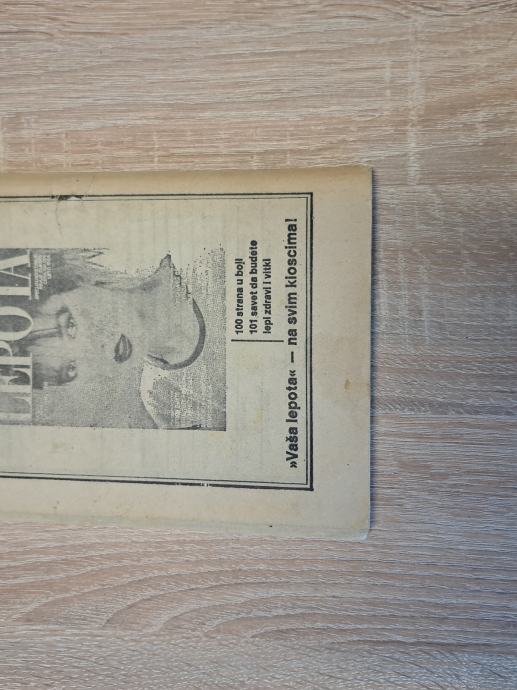 LEPOTA
100 strana u boji
101 savet da budete
lepi zdravi i vitki
»Vaša lepota« — na svim kioscima!